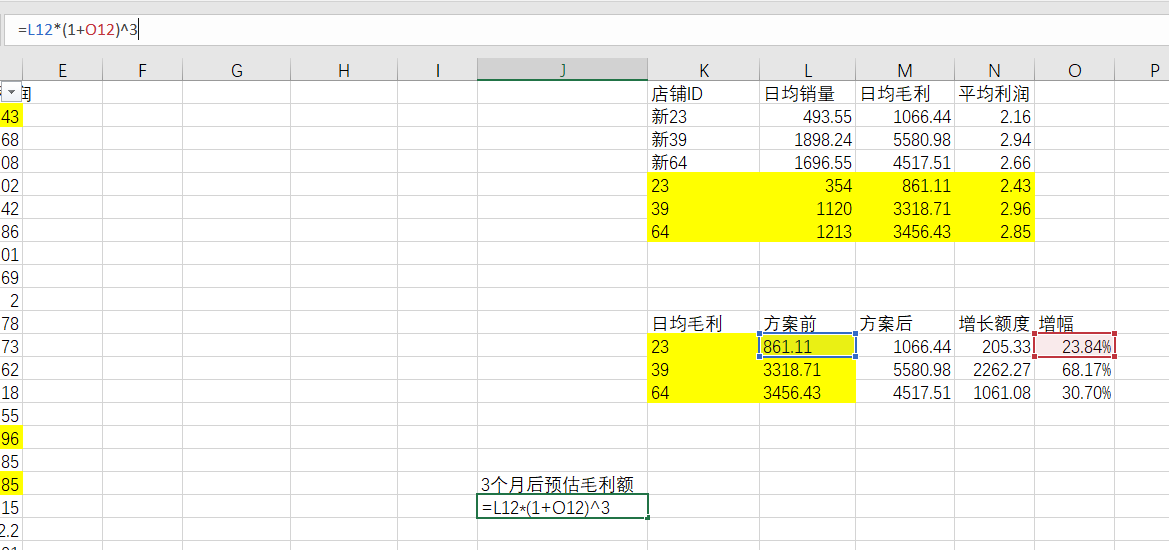 =L12*(1+O12)^3
E F G H I J K L M N O P
润 店铺ID 日均销量 日均毛利 平均利润
43 新23 493.55 1066.44 2.16
68 新39 1898.24 5580.98 2.94
08 新64 1696.55 4517.51 2.66
02 23 354 861.11 2.43
42 39 1120 3318.71 2.96
86 64 1213 3456.43 2.85
01
69
2
78 日均毛利 方案前 方案后 增长额度 增幅
73 23 861.11 1066.44 205.33 23.84%
62 39 3318.71 5580.98 2262.27 68.17%
18 64 3456.43 4517.51 1061.08 30.70%
55
96
85
85 3个月后预估毛利额
15 =L12*(1+O12)^3
2.2